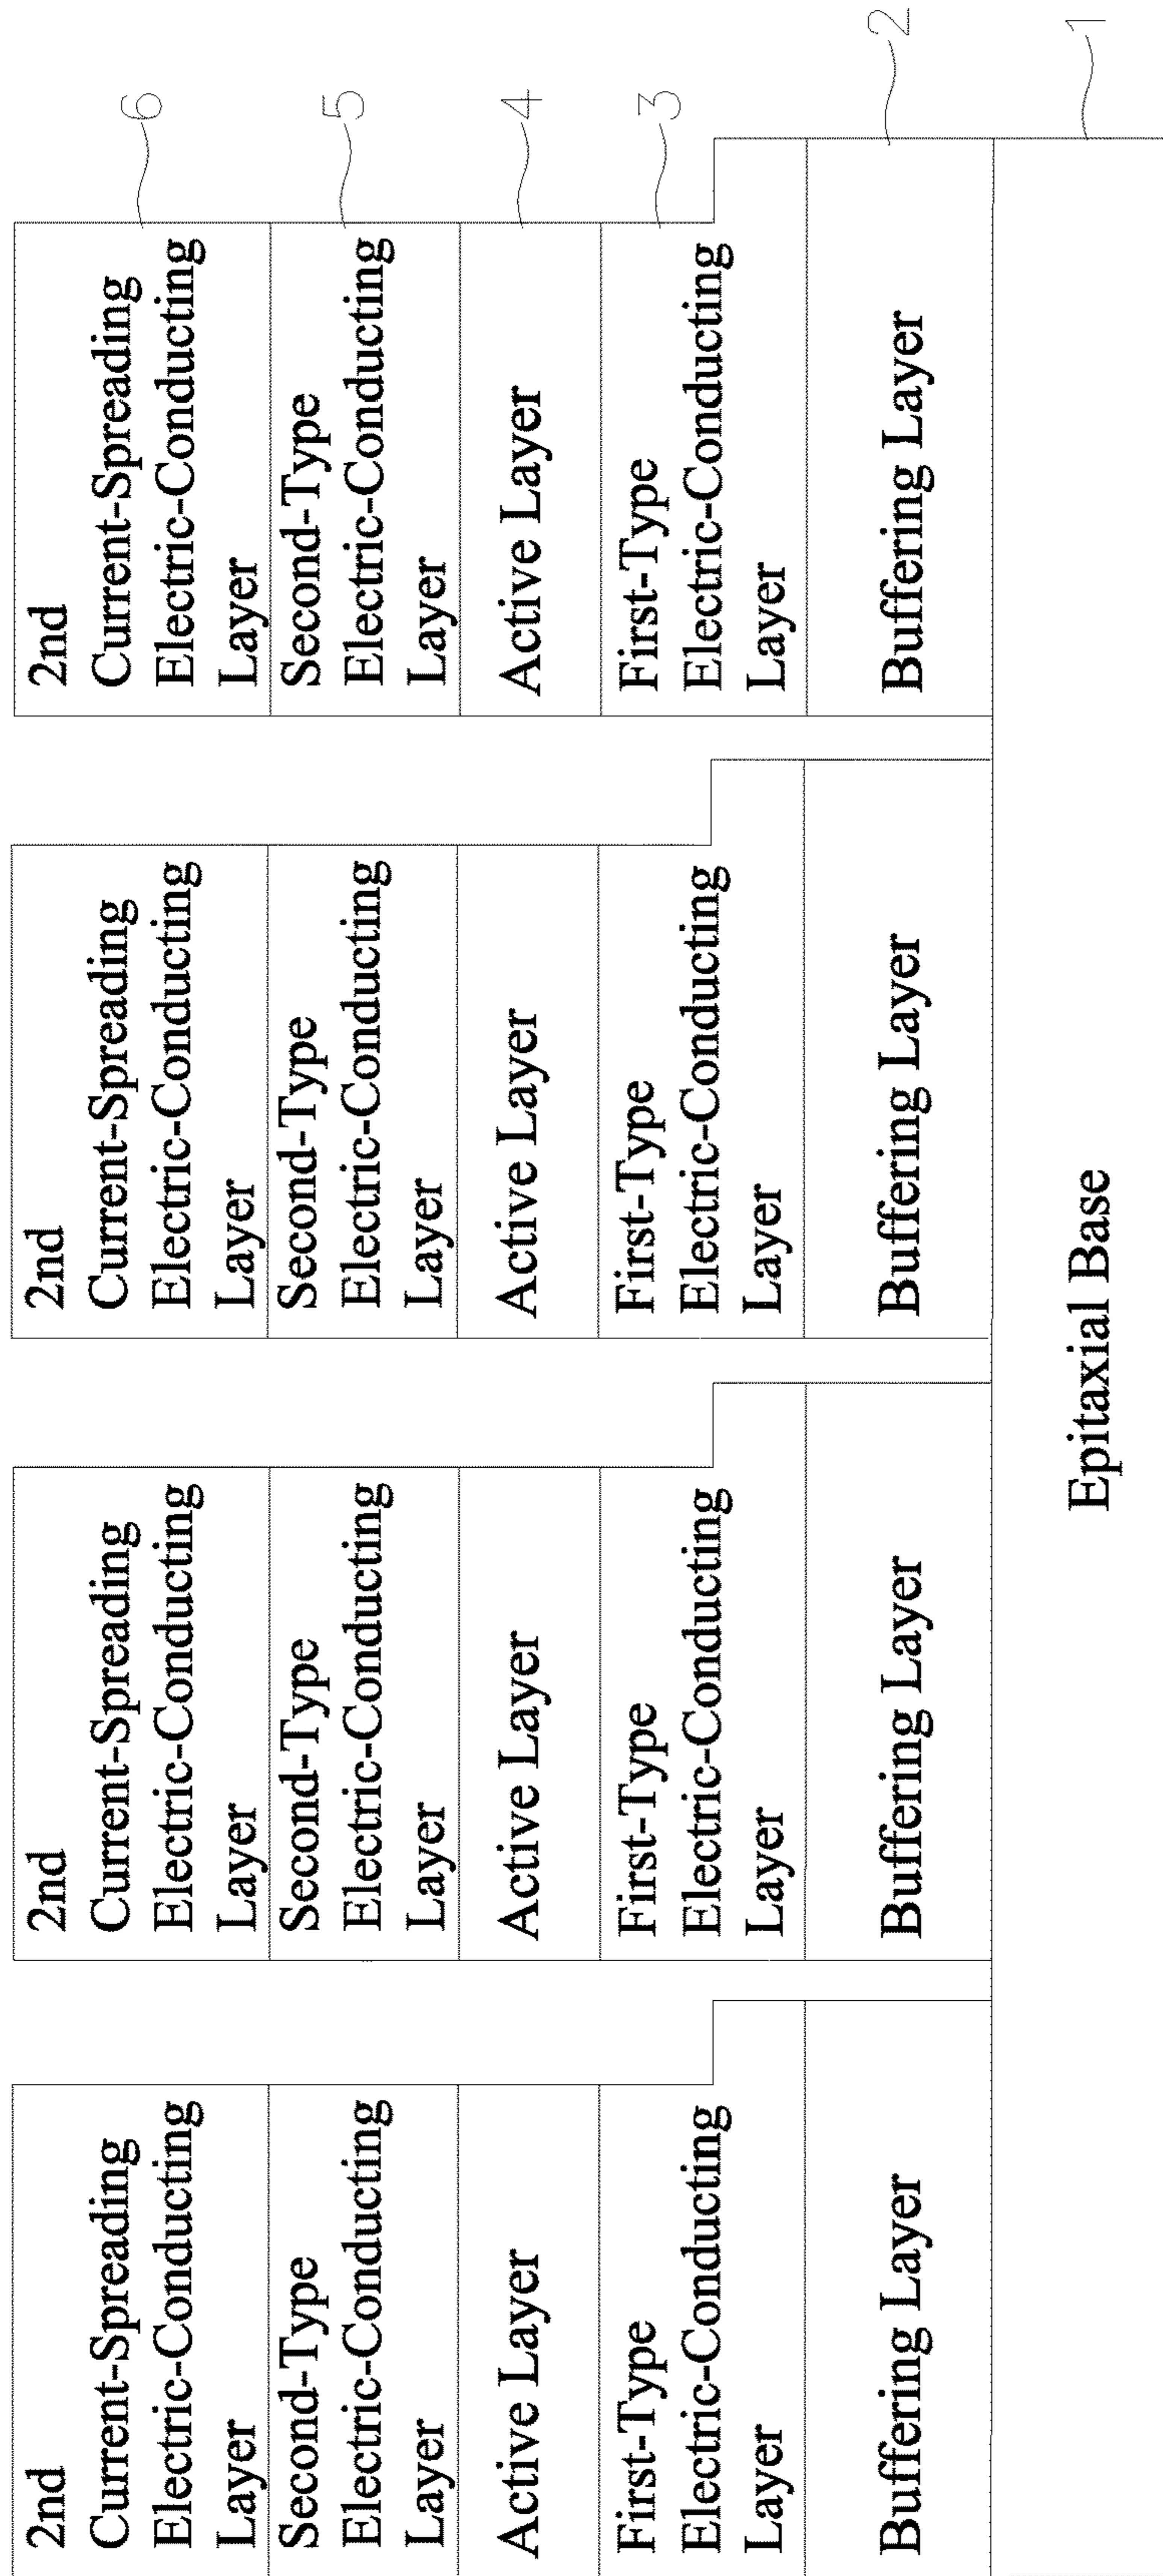 2nd
Current-Spreading
Electric-Conducting
Layer
Second-Type
Electric-Conducting
Layer
Active Layer
First-Type
Electric-Conducting
Layer
Buffering Layer
2nd
Current-Spreading
Electric-Conducting
Layer
Second-Type
Electric-Conducting
Layer
Active Layer
First-Type
Electric-Conducting
Layer
Buffering Layer
2nd
Current-Spreading
Electric-Conducting
Layer
Second-Type
Electric-Conducting
Layer
Active Layer
First-Type
Electric-Conducting
Layer
Buffering Layer
2nd
Current-Spreading
Electric-Conducting
Layer
Second-Type
Electric-Conducting
Layer
Active Layer
First-Type
Electric-Conducting
Layer
Buffering Layer
6
5
4
3
2
1
Epitaxial Base